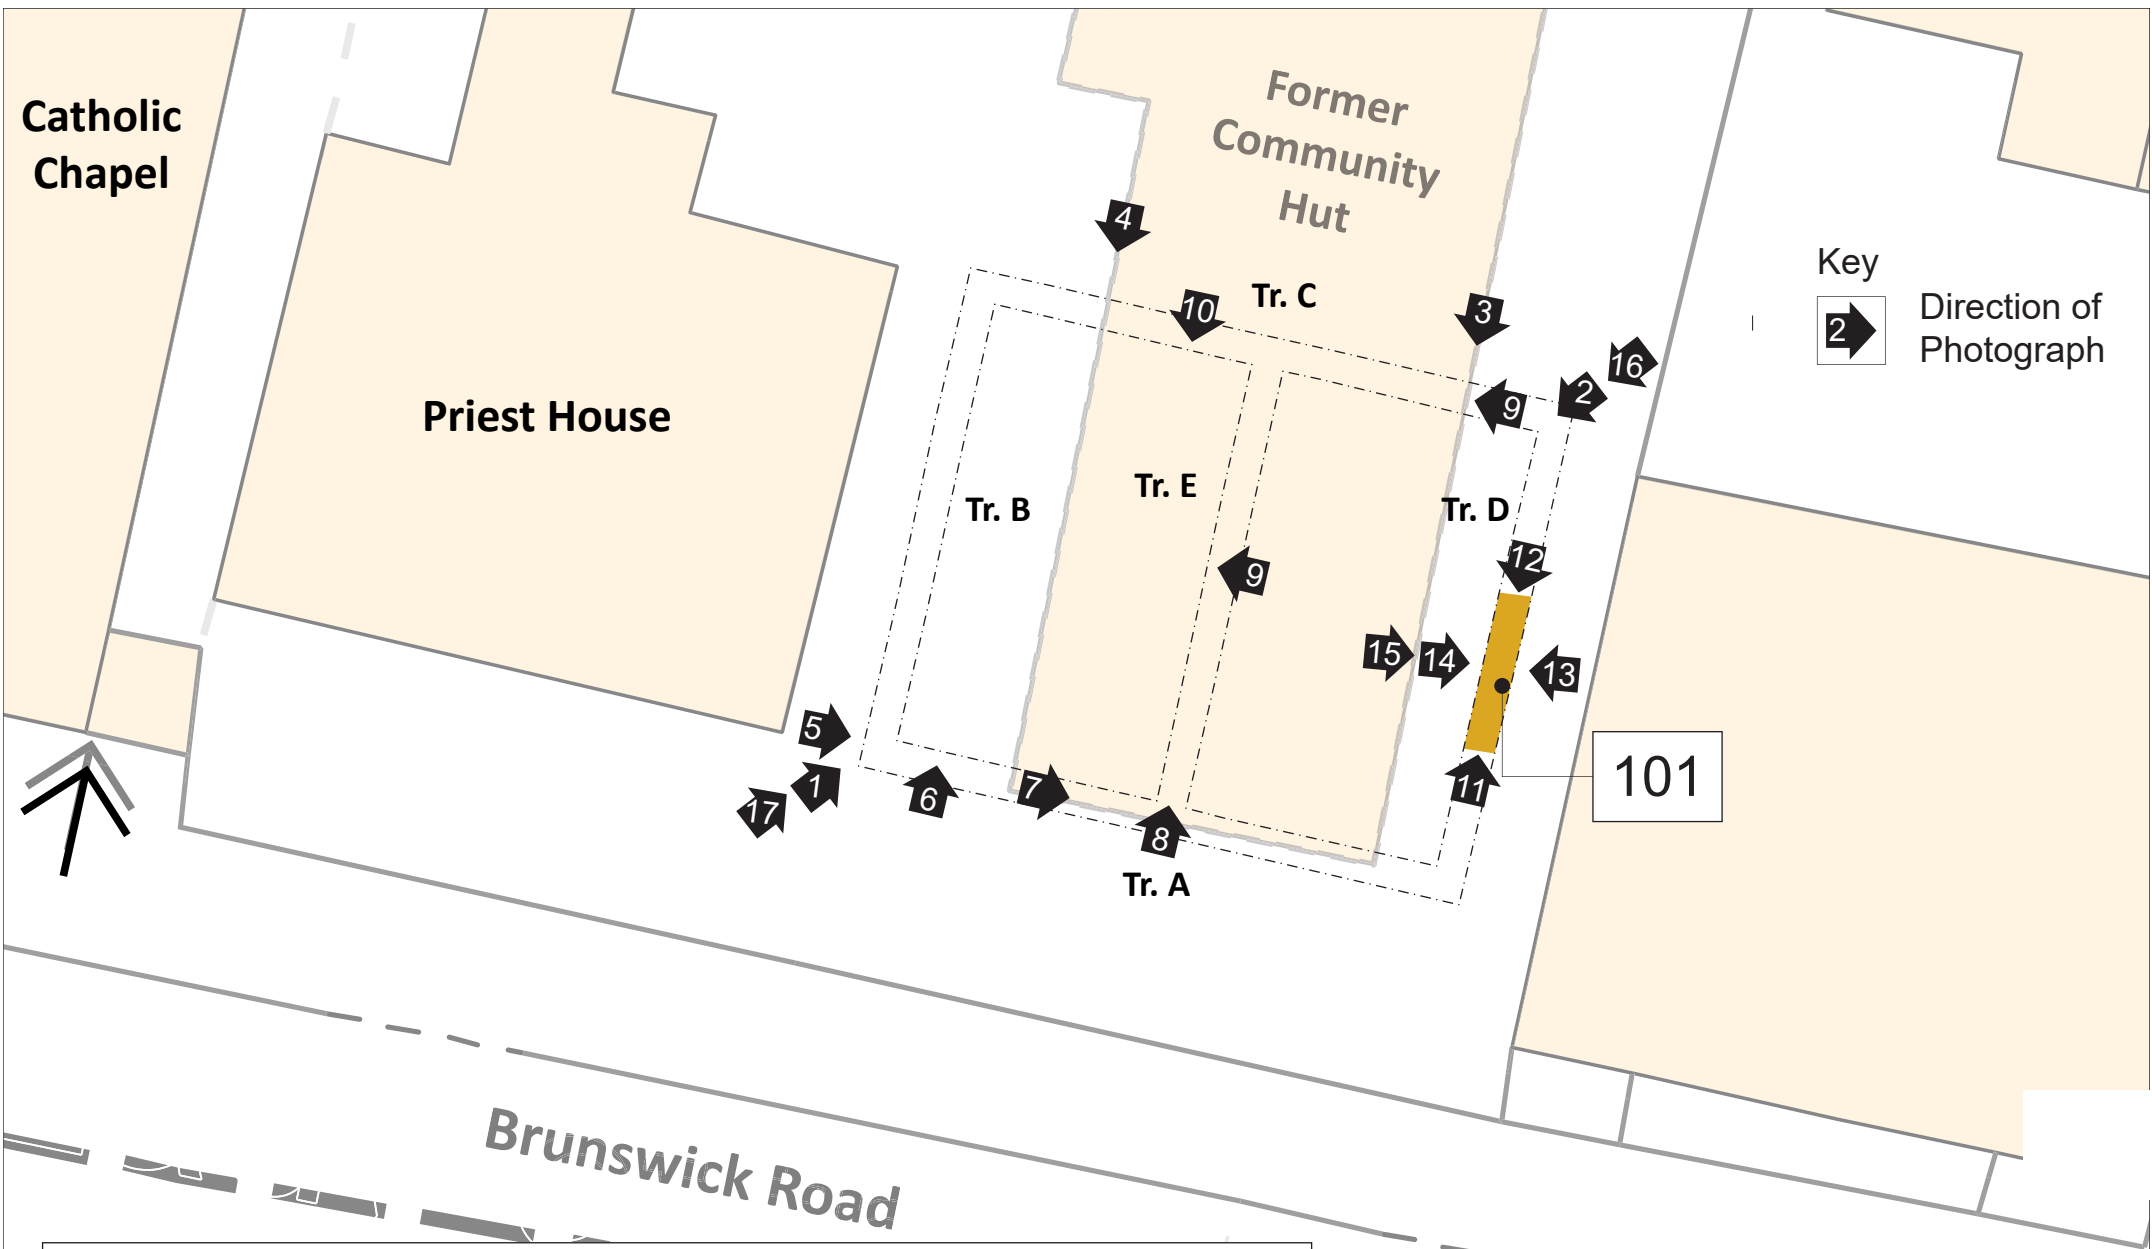 Catholic
Chapel
Former
Community
Hut
Priest House
Key
2
Direction of
Photograph
4
10
Tr. C
3
16
2
9
Tr. B
Tr. E
Tr. D
12
9
15
14
13
5
1
17
6
7
8
11
101
Tr. A
Brunswick Road